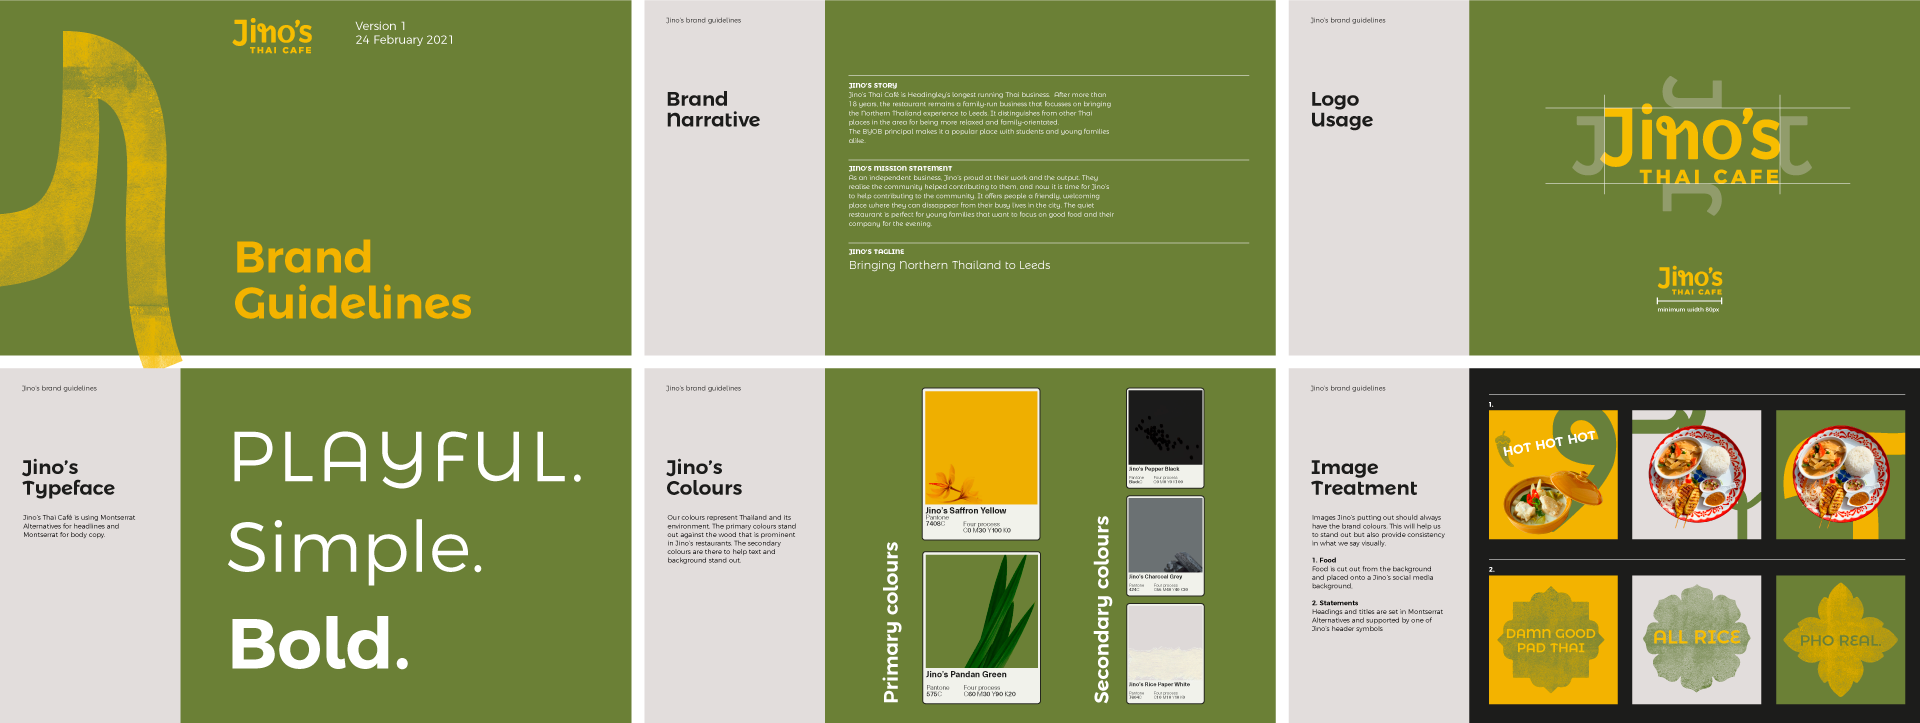 Jino's
THAI CAFE
Version 1
24 February 2021
Brand
Guidelines
Jino's brand guidelines
Brand
Narrative
JINO'S STORY
Jino's Thai Café is Headingley's longest running Thai business. After more than
18 years, the restaurant remains a family-run business that focusses on bringing
the Northern Thailand experience to Leeds. It distinguishes from other Thai
places in the area for being more relaxed and family-orientated.
The BYOB principal makes it a popular place with students and young families
alike.
JINO'S MISSION STATEMENT
As an independent business, Jino's proud at their work and the output. They
realise the community helped contributing to them, and now it is time for Jino's
to help contributing to the community. It offers people a friendly, welcoming
place where they can dissappear from their busy lives in the city. The quiet
restaurant is perfect for young families that want to focus on good food and their
company for the evening.
JINO'S TAGLINE
Bringing Northern Thailand to Leeds
Jino's brand guidelines
Logo
Usage
J
J
Jino's
J
THAI CAFE
J
Jino's
THAI CAFE
minimum width 80px
Jino's brand guidelines
Jino's
Typeface
Jino's Thai Café is using Montserrat
Alternatives for headlines and
Montserrat for body copy.
PLAYFUL.
Simple.
Bold.
Jino's brand guidelines
Jino's
Colours
Our colours represent Thailand and its
environment. The primary colours stand
out against the wood that is prominent
in Jino's restaurants. The secondary
colours are there to help text and
background stand out.
Primary colours
Jino's Saffron Yellow
Pantone
7408C
Four process
C0 M30 Y100 K0
Jino's Pandan Green
Pantone
575C
Four process
C60 M30 Y90 K20
Secondary colours
Jino's Pepper Black
Pantone
BlackC
Four process
Jino's Charcoal Grey
Pantone
424C
Four process
Jino's Rice Paper White
Pantone
Four process
Jino's brand guidelines
Image
Treatment
Images Jino's putting out should always
have the brand colours. This will help us
to stand out but also provide consistency
in what we say visually.
1. Food
Food is cut out from the background
and placed onto a Jino's social media
background.
2. Statements
Headings and titles are set in Montserrat
Alternatives and supported by one of
Jino's header symbols
1.
HOT HOT HOT
2.
DAMN GOOD
PAD THAI
ALL RICE
PHO REAL.